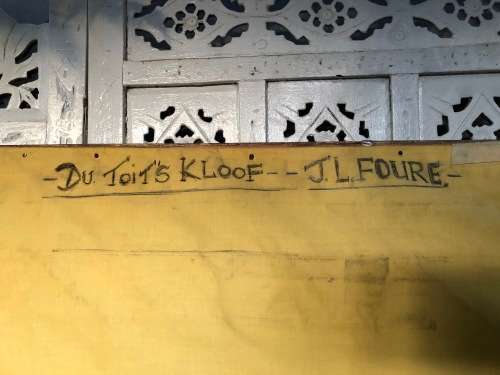 -DU TOIT'S KLOOF-- J.L. FOURE.-